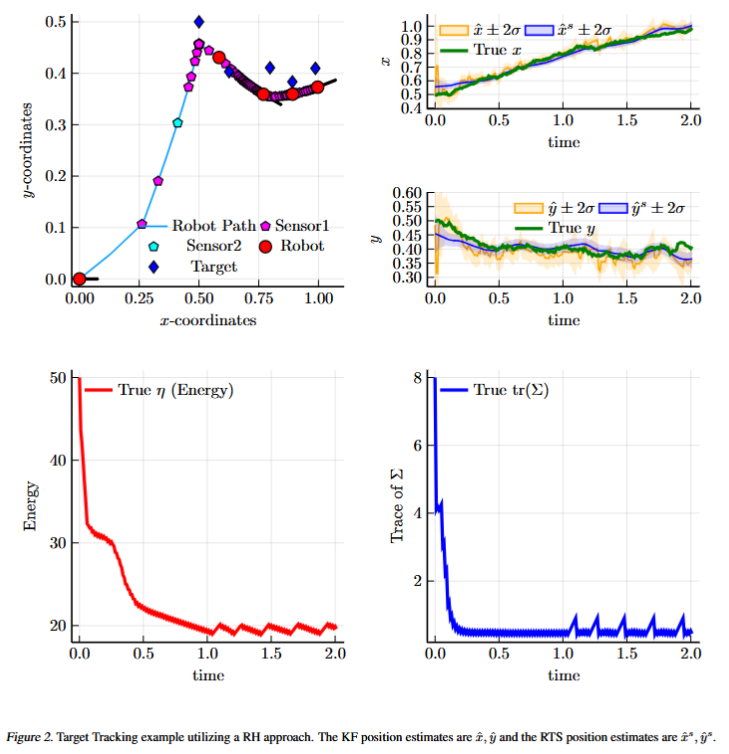 0.5
0.4
0.3
0.2
0.1
0.0
y-coordinates
Robot Path Sensor1
Sensor2 Robot
Target
0.00 0.25 0.50 0.75 1.00
x-coordinates
1.0
0.9
0.8
0.7
0.6
0.5
0.4
x
x̂ ± 2σ x̂ˢ ± 2σ
True x
0.0 0.5 1.0 1.5 2.0
time
0.60
0.55
0.50
0.45
0.40
0.35
0.30
y
ŷ ± 2σ ŷˢ ± 2σ
True y
0.0 0.5 1.0 1.5 2.0
time
50
40
30
20
Energy
True η (Energy)
0.0 0.5 1.0 1.5 2.0
time
8
6
4
2
Trace of Σ
True tr(Σ)
0.0 0.5 1.0 1.5 2.0
time
Figure 2. Target Tracking example utilizing a RH approach. The KF position estimates are x̂, ŷ and the RTS position estimates are x̂ˢ, ŷˢ.